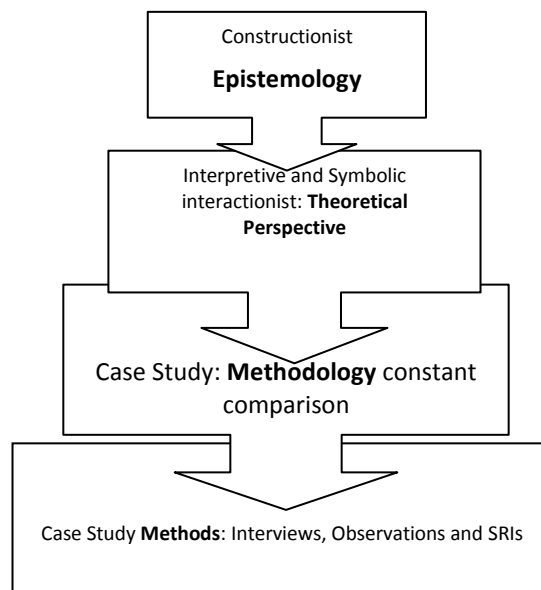 Constructionist
Epistemology
Interpretive and Symbolic
interactionist: Theoretical
Perspective
Case Study: Methodology constant
comparison
Case Study Methods: Interviews, Observations and SRIs